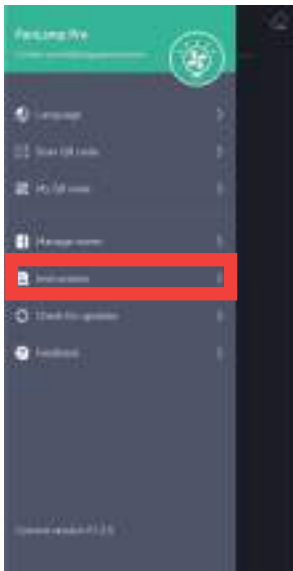 FanLamp Pro
Language
Scan QR code
My QR code
Manage rooms
Instructions
Check for updates
Feedback
Current version